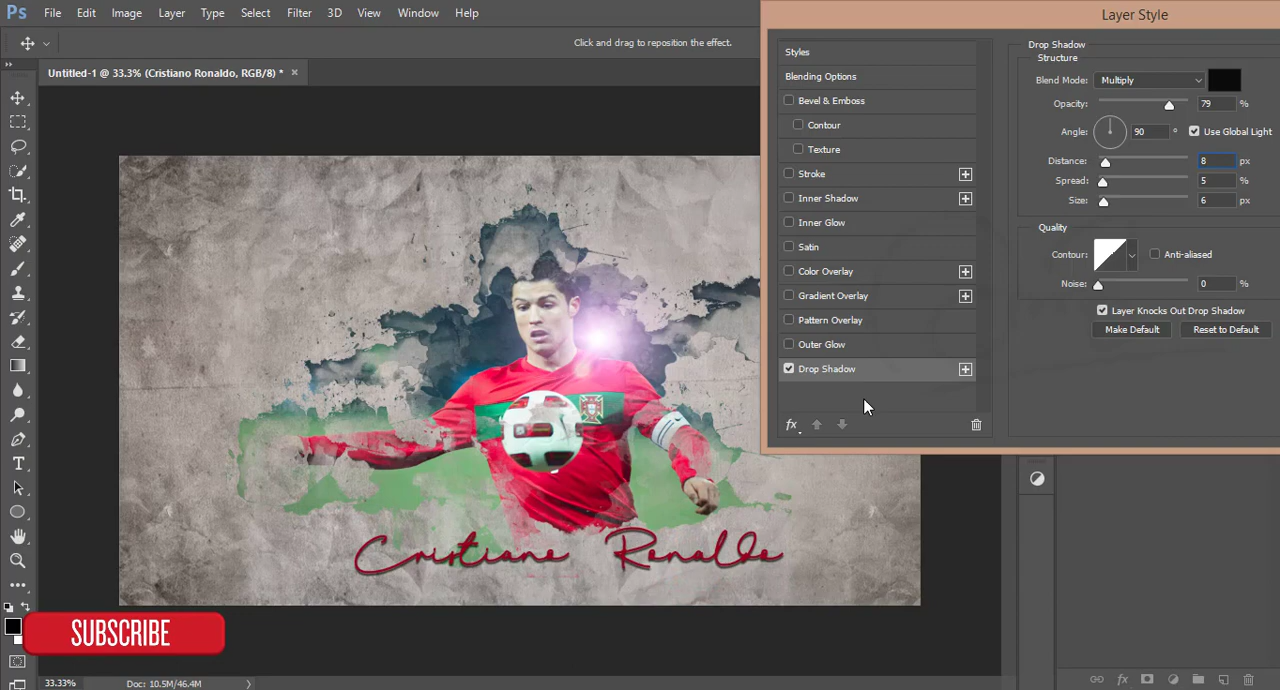 Ps File Edit Image Layer Type Select Filter 3D View Window Help
Layer Style
Click and drag to reposition the effect.
Untitled-1 @ 33.3% (Cristiano Ronaldo, RGB/8) * ×
Styles
Blending Options
Bevel & Emboss
Contour
Texture
Stroke
Inner Shadow
Inner Glow
Satin
Color Overlay
Gradient Overlay
Pattern Overlay
Outer Glow
Drop Shadow
fx
Drop Shadow
Structure
Blend Mode: Multiply
Opacity: 79 %
Angle: 90 ° Use Global Light
Distance: 8 px
Spread: 5 %
Size: 6 px
Quality
Contour: Anti-aliased
Noise: 0 %
Layer Knocks Out Drop Shadow
Make Default Reset to Default
Cristiano Ronaldo
SUBSCRIBE
33.33% Doc: 10.5M/46.4M
fx